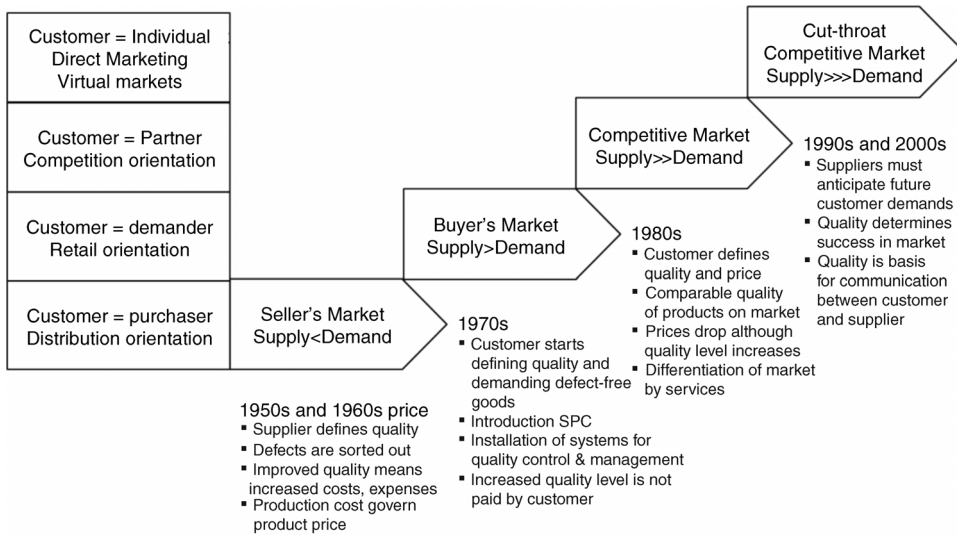 Customer = Individual
Direct Marketing
Virtual markets
Customer = Partner
Competition orientation
Customer = demander
Retail orientation
Customer = purchaser
Distribution orientation
Seller's Market
Supply<Demand
Buyer's Market
Supply>Demand
Competitive Market
Supply>>Demand
Cut-throat
Competitive Market
Supply>>>Demand
1950s and 1960s price
▪ Supplier defines quality
▪ Defects are sorted out
▪ Improved quality means
increased costs, expenses
▪ Production cost govern
product price
1970s
▪ Customer starts
defining quality and
demanding defect-free
goods
▪ Introduction SPC
▪ Installation of systems for
quality control & management
▪ Increased quality level is not
paid by customer
1980s
▪ Customer defines
quality and price
▪ Comparable quality
of products on market
▪ Prices drop although
quality level increases
▪ Differentiation of market
by services
1990s and 2000s
▪ Suppliers must
anticipate future
customer demands
▪ Quality determines
success in market
▪ Quality is basis
for communication
between customer
and supplier